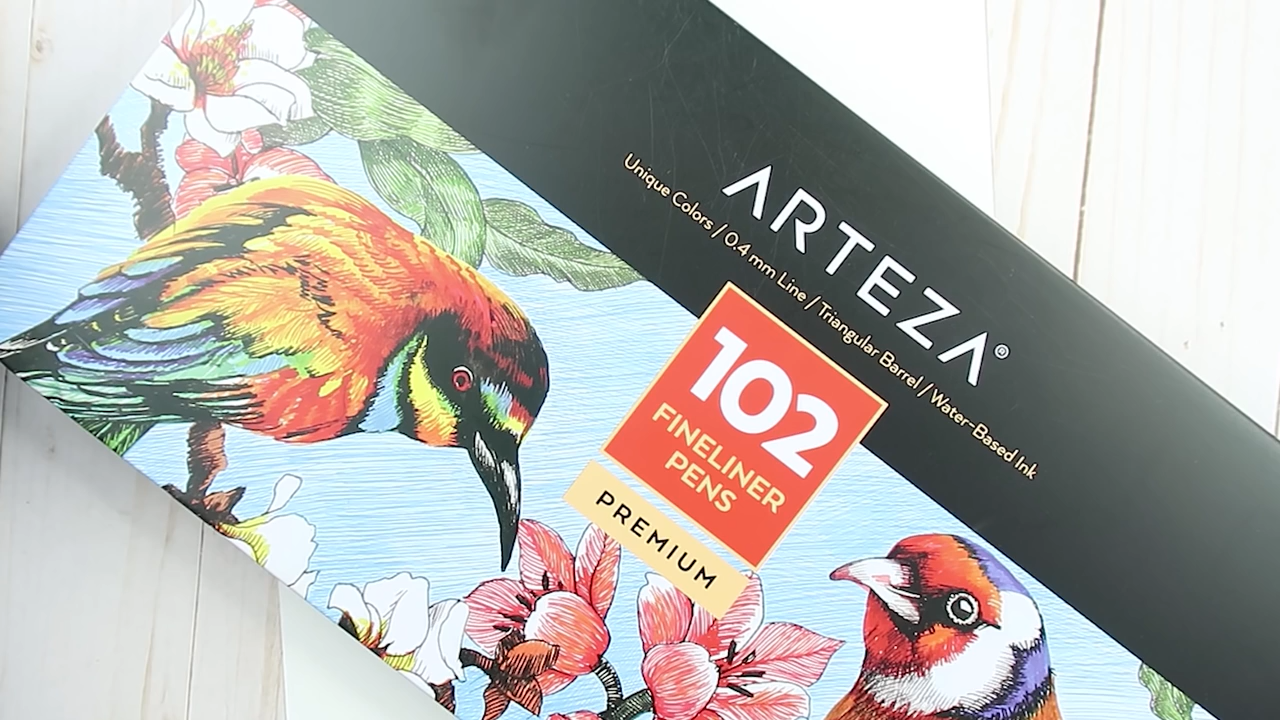 ARTEZA®
Unique Colors / 0.4 mm Line / Triangular Barrel / Water-Based Ink
102
FINELINER
PENS
PREMIUM